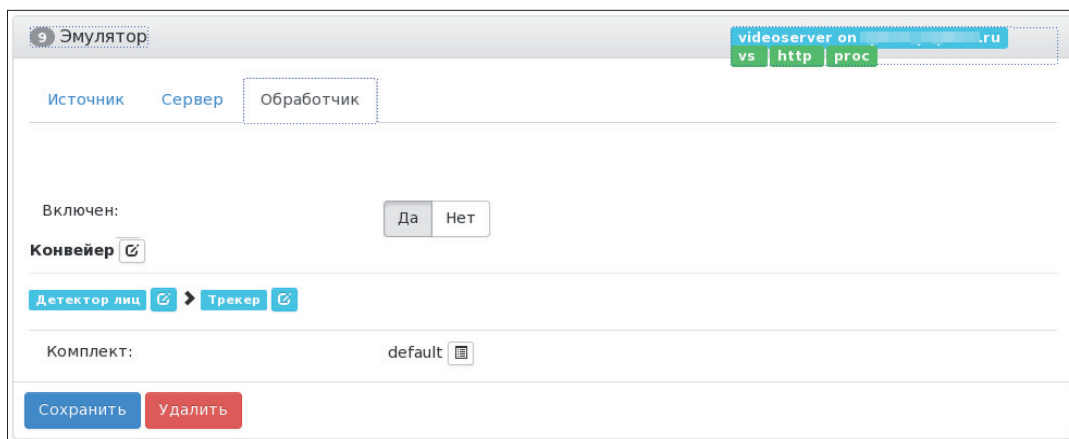 9 Эмулятор
videoserver on .ru
vs http proc
Источник Сервер Обработчик
Включен: Да Нет
Конвейер
Детектор лиц Трекер
Комплект: default
Сохранить Удалить